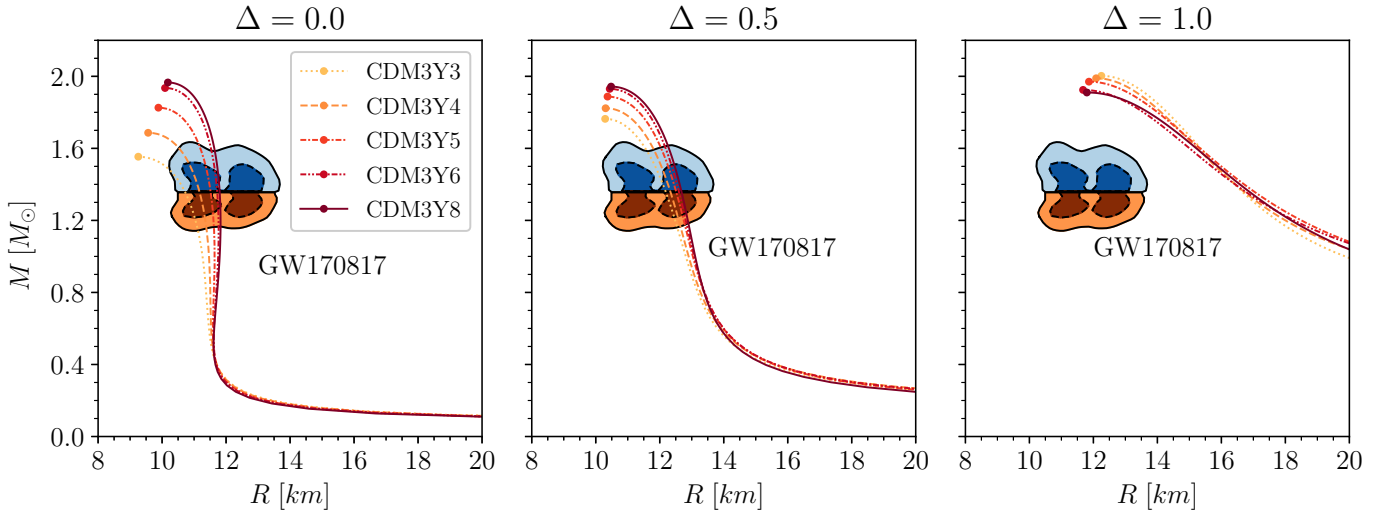 Δ = 0.0
Δ = 0.5
Δ = 1.0
M [M⊙]
2.0
1.6
1.2
0.8
0.4
0.0
CDM3Y3
CDM3Y4
CDM3Y5
CDM3Y6
CDM3Y8
GW170817
GW170817
GW170817
8 10 12 14 16 18 20
8 10 12 14 16 18 20
8 10 12 14 16 18 20
R [km]
R [km]
R [km]